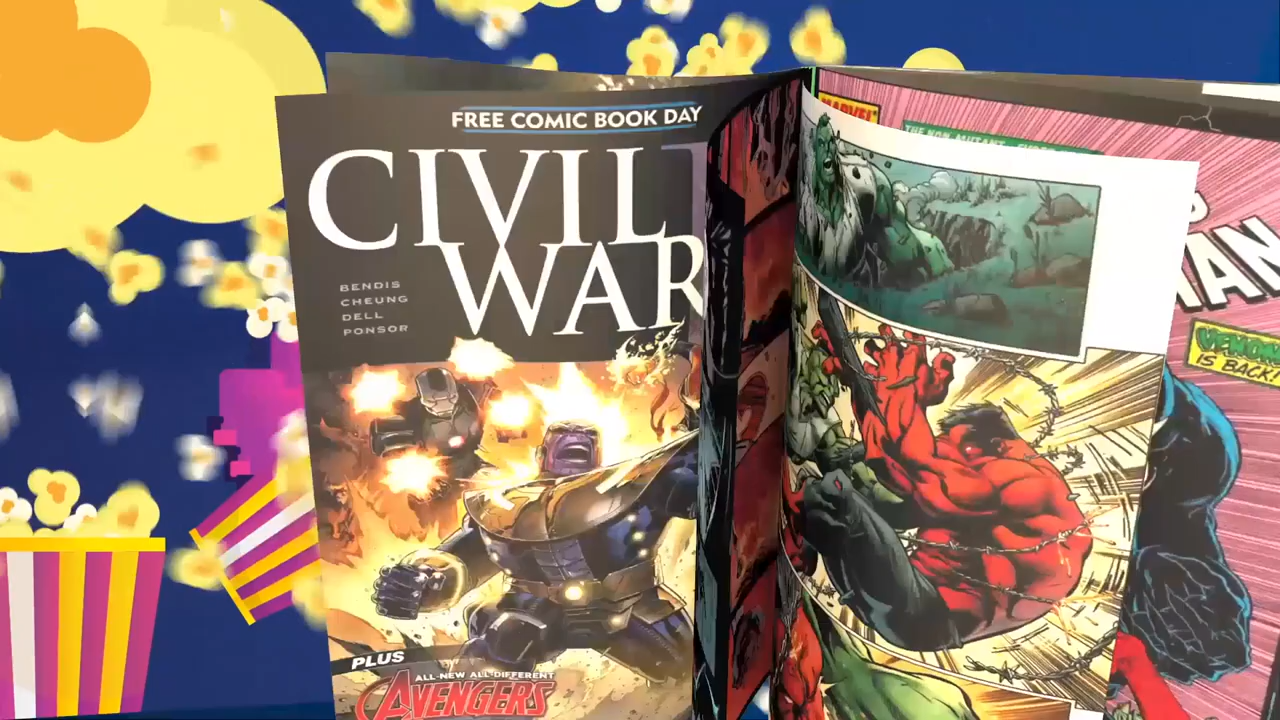 FREE COMIC BOOK DAY
CIVIL
WAR
BENDIS
CHEUNG
DELL
PONSOR
PLUS
ALL-NEW ALL-DIFFERENT
AVENGERS
MARVEL
THE NON-MUTANT
VENOM
IS BACK!